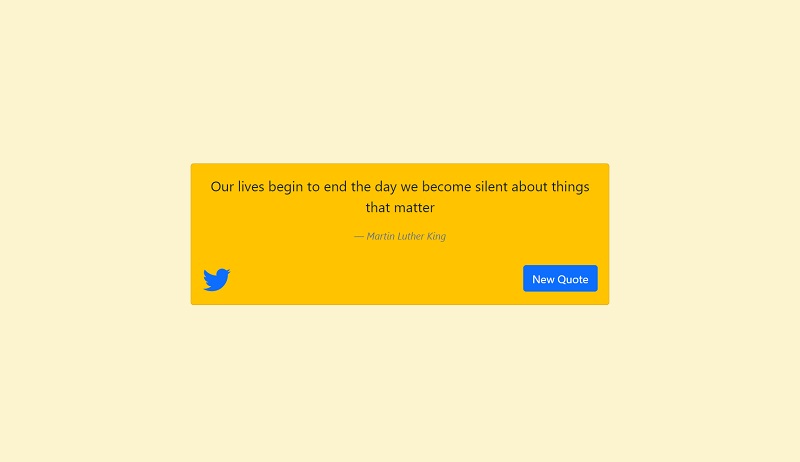 Our lives begin to end the day we become silent about things
that matter
— Martin Luther King
New Quote